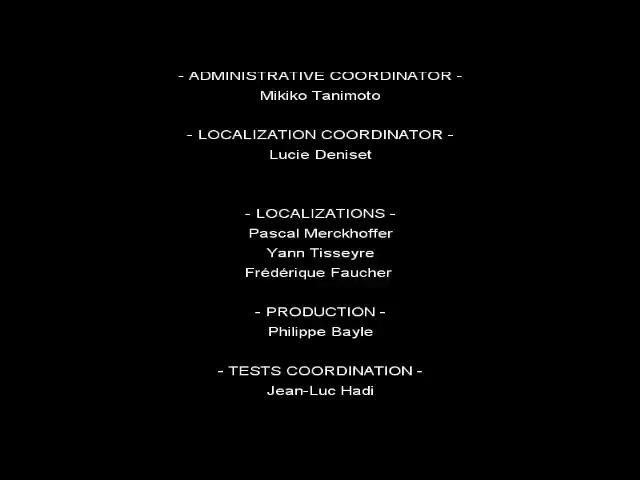 - ADMINISTRATIVE COORDINATOR -
Mikiko Tanimoto
- LOCALIZATION COORDINATOR -
Lucie Deniset
- LOCALIZATIONS -
Pascal Merckhoffer
Yann Tisseyre
Frédérique Faucher
- PRODUCTION -
Philippe Bayle
- TESTS COORDINATION -
Jean-Luc Hadi